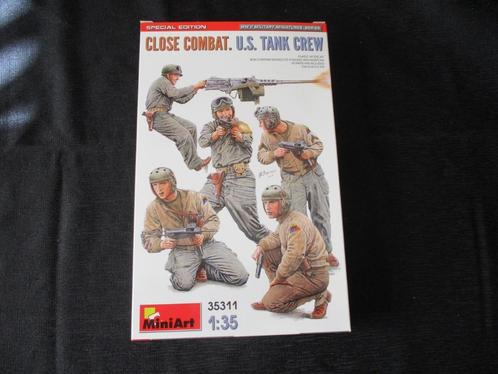 SPECIAL EDITION
WW.II MILITARY MINIATURES SERIES
CLOSE COMBAT. U.S. TANK CREW
MiniArt
35311
1:35